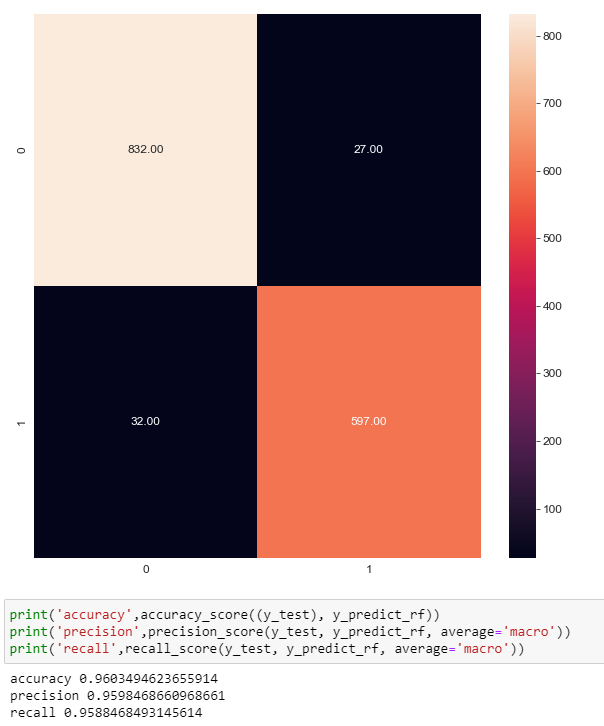 0
832.00
27.00
1
32.00
597.00
0
1
800
700
600
500
400
300
200
100
print('accuracy',accuracy_score((y_test), y_predict_rf))
print('precision',precision_score(y_test, y_predict_rf, average='macro'))
print('recall',recall_score(y_test, y_predict_rf, average='macro'))
accuracy 0.9603494623655914
precision 0.9598468660968661
recall 0.9588468493145614